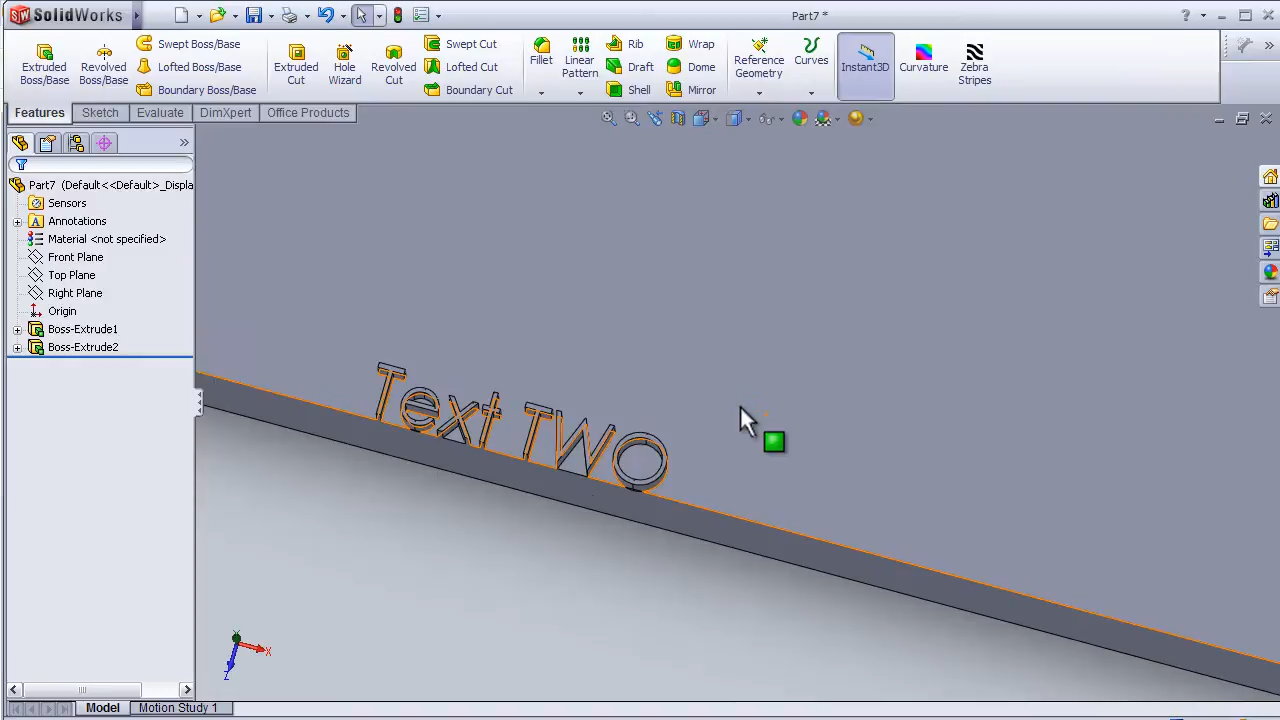 SolidWorks
Part7 *
Extruded Boss/Base
Revolved Boss/Base
Swept Boss/Base
Lofted Boss/Base
Boundary Boss/Base
Extruded Cut
Hole Wizard
Revolved Cut
Swept Cut
Lofted Cut
Boundary Cut
Fillet
Linear Pattern
Rib
Draft
Shell
Wrap
Dome
Mirror
Reference Geometry
Curves
Instant3D
Curvature
Zebra Stripes
Features
Sketch
Evaluate
DimXpert
Office Products
Part7 (Default<<Default>_Displa
Sensors
Annotations
Material <not specified>
Front Plane
Top Plane
Right Plane
Origin
Boss-Extrude1
Boss-Extrude2
Text TWO
Y
X
Z
Model
Motion Study 1